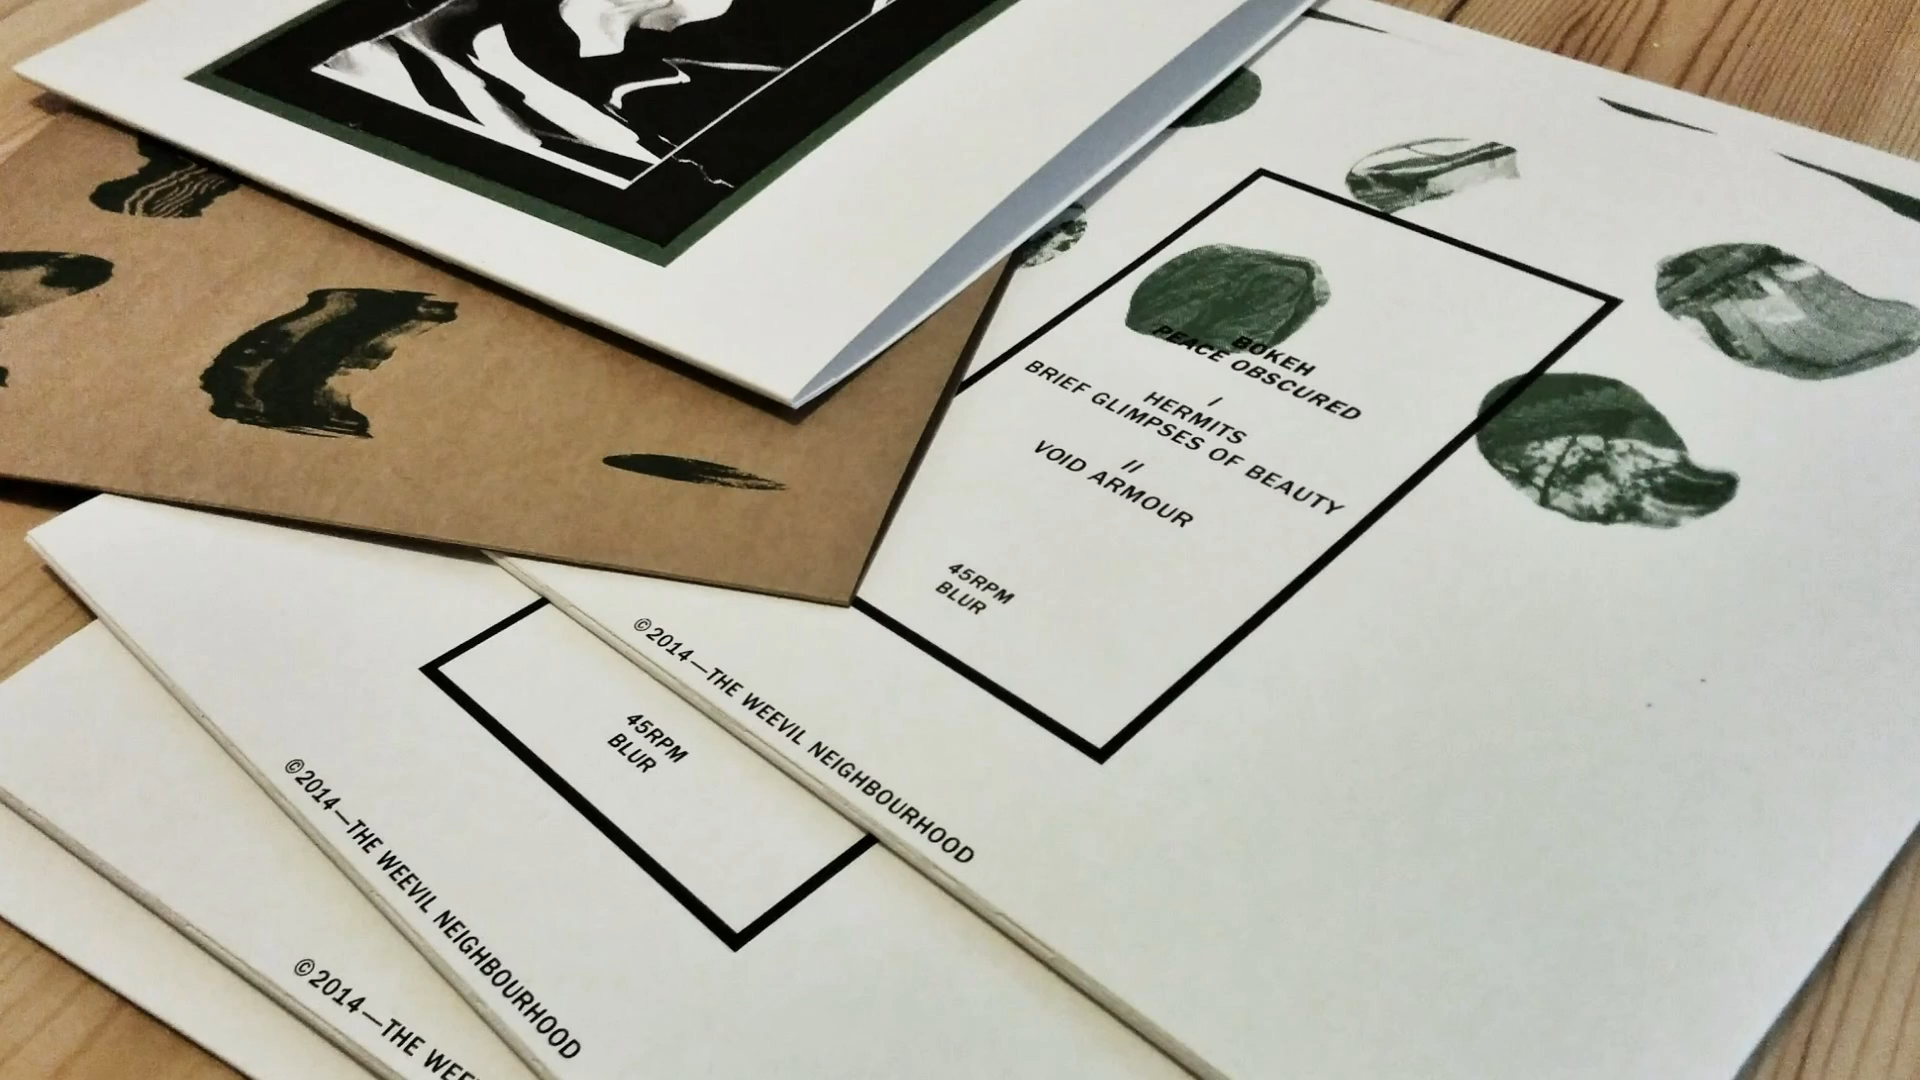 BOKEH
PEACE OBSCURED
/
HERMITS
BRIEF GLIMPSES OF BEAUTY
//
VOID ARMOUR
45RPM
BLUR
©2014—THE WEEVIL NEIGHBOURHOOD
45RPM
BLUR
©2014—THE WEEVIL NEIGHBOURHOOD
©2014—THE